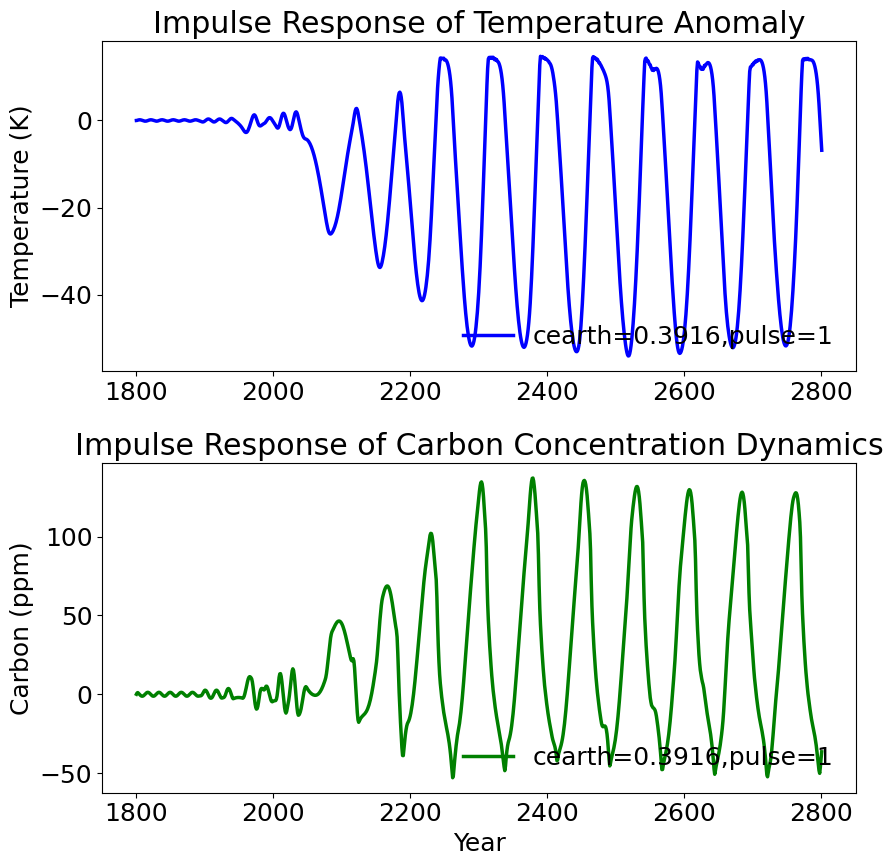 Impulse Response of Temperature Anomaly
Temperature (K)
0
−20
−40
cearth=0.3916,pulse=1
1800 2000 2200 2400 2600 2800
Impulse Response of Carbon Concentration Dynamics
Carbon (ppm)
100
50
0
−50
cearth=0.3916,pulse=1
1800 2000 2200 2400 2600 2800
Year